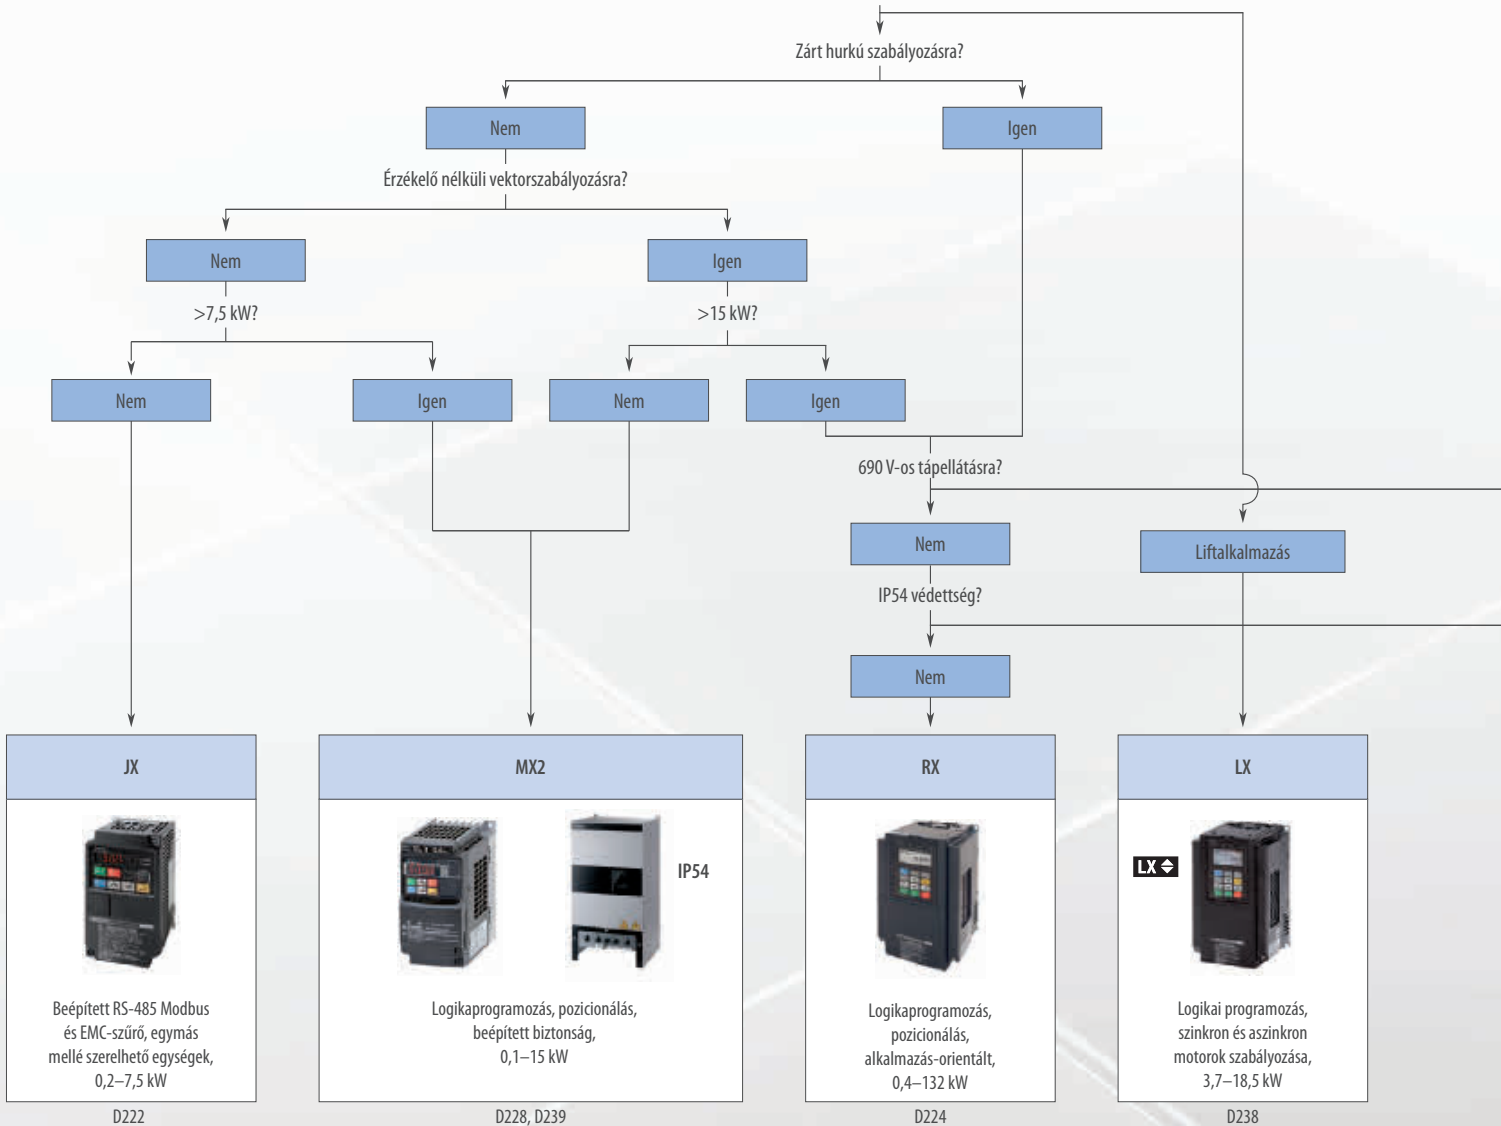 Zárt hurkú szabályozásra?
Nem
Igen
Érzékelő nélküli vektorszabályozásra?
Nem
Igen
>7,5 kW?
>15 kW?
Nem
Igen
Nem
Igen
690 V-os tápellátásra?
Nem
Liftalkalmazás
IP54 védettség?
Nem
JX
MX2
RX
LX
IP54
LX
Beépített RS-485 Modbus
és EMC-szűrő, egymás
mellé szerelhető egységek,
0,2–7,5 kW
Logikaprogramozás, pozicionálás,
beépített biztonság,
0,1–15 kW
Logikaprogramozás,
pozicionálás,
alkalmazás-orientált,
0,4–132 kW
Logikai programozás,
szinkron és aszinkron
motorok szabályozása,
3,7–18,5 kW
D222
D228, D239
D224
D238